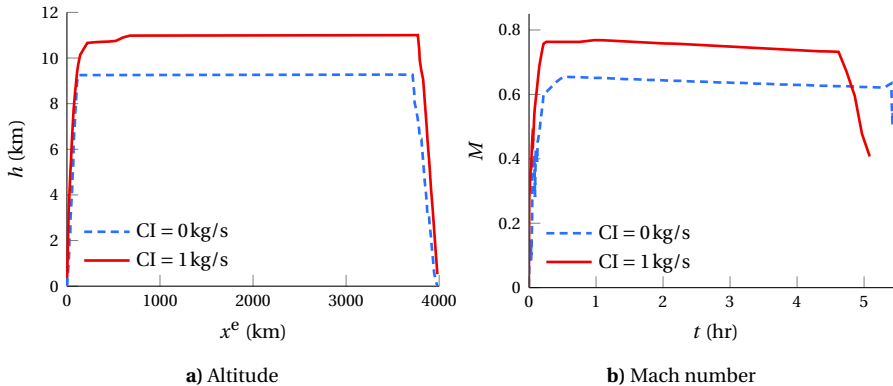 12
10
8
6
4
2
0
h (km)
CI = 0 kg/s
CI = 1 kg/s
0 1000 2000 3000 4000
xᵉ (km)
a) Altitude
0.8
0.6
0.4
0.2
0
M
CI = 0 kg/s
CI = 1 kg/s
0 1 2 3 4 5
t (hr)
b) Mach number